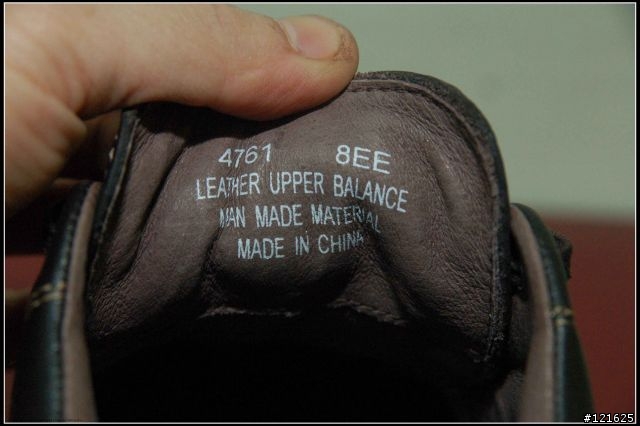 4761 8EE
LEATHER UPPER BALANCE
MAN MADE MATERIAL
MADE IN CHINA
#121625